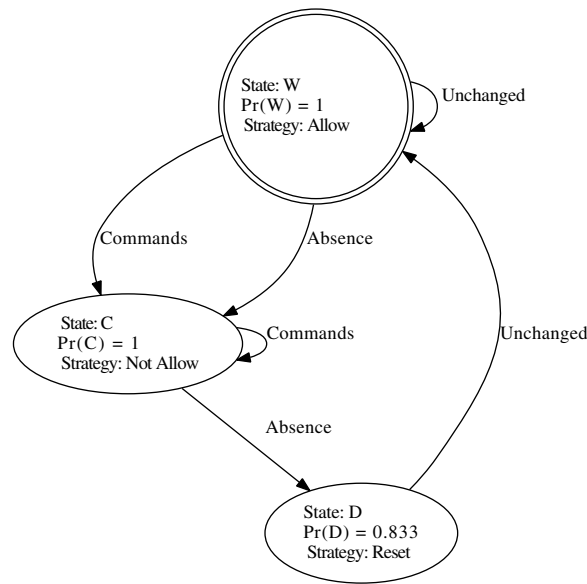 State: W
Pr(W) = 1
Strategy: Allow
Unchanged
Commands
Absence
State: C
Pr(C) = 1
Strategy: Not Allow
Commands
Unchanged
Absence
State: D
Pr(D) = 0.833
Strategy: Reset